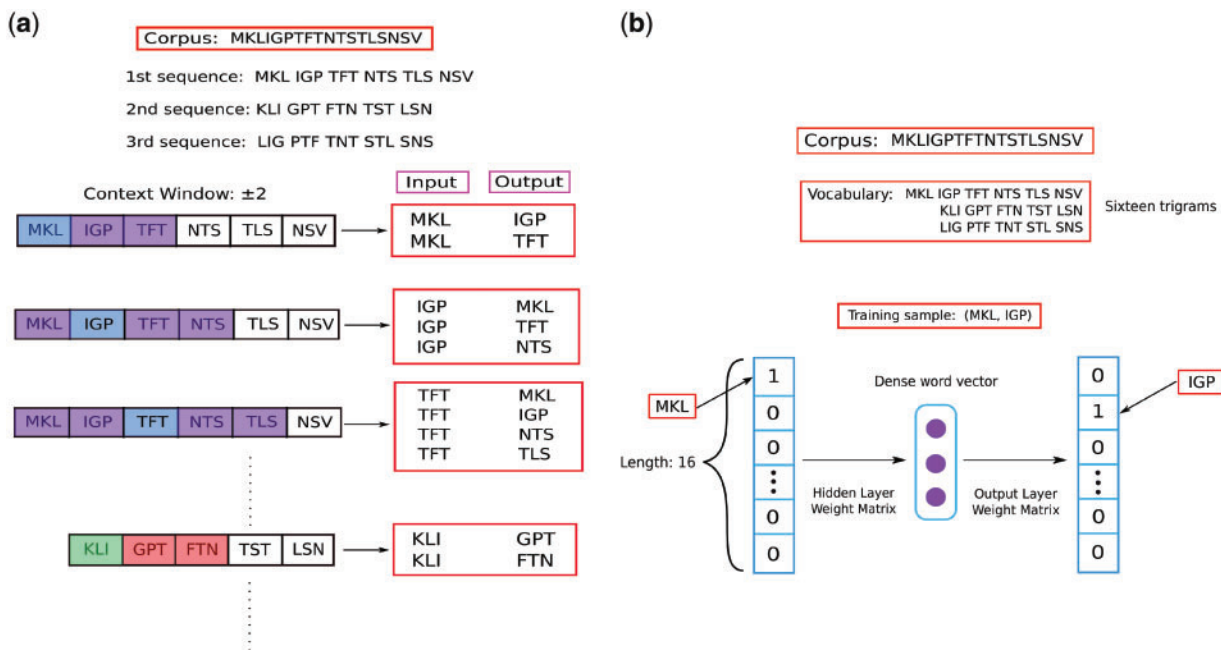 (a)
Corpus: MKLIGPTFTNTSTLSNSV
1st sequence: MKL IGP TFT NTS TLS NSV
2nd sequence: KLI GPT FTN TST LSN
3rd sequence: LIG PTF TNT STL SNS
Context Window: ±2
Input Output
MKL IGP TFT NTS TLS NSV
MKL IGP
MKL TFT
MKL IGP TFT NTS TLS NSV
IGP MKL
IGP TFT
IGP NTS
MKL IGP TFT NTS TLS NSV
TFT MKL
TFT IGP
TFT NTS
TFT TLS
KLI GPT FTN TST LSN
KLI GPT
KLI FTN
(b)
Corpus: MKLIGPTFTNTSTLSNSV
Vocabulary: MKL IGP TFT NTS TLS NSV
KLI GPT FTN TST LSN
LIG PTF TNT STL SNS
Sixteen trigrams
Training sample: (MKL, IGP)
MKL
Length: 16
1
0
0
0
0
Dense word vector
Hidden Layer
Weight Matrix
Output Layer
Weight Matrix
0
1
0
0
0
IGP